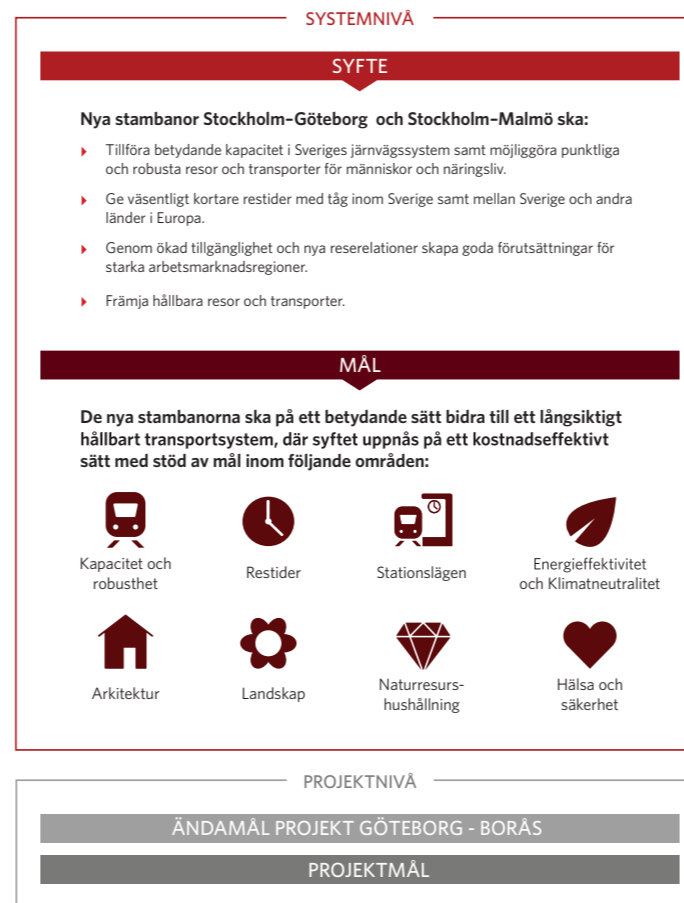 SYSTEMNIVÅ
SYFTE
Nya stambanor Stockholm–Göteborg och Stockholm–Malmö ska:
Tillföra betydande kapacitet i Sveriges järnvägssystem samt möjliggöra punktliga
och robusta resor och transporter för människor och näringsliv.
Ge väsentligt kortare restider med tåg inom Sverige samt mellan Sverige och andra
länder i Europa.
Genom ökad tillgänglighet och nya reserelationer skapa goda förutsättningar för
starka arbetsmarknadsregioner.
Främja hållbara resor och transporter.
MÅL
De nya stambanorna ska på ett betydande sätt bidra till ett långsiktigt
hållbart transportsystem, där syftet uppnås på ett kostnadseffektivt
sätt med stöd av mål inom följande områden:
Kapacitet och
robusthet
Restider
Stationslägen
Energieffektivitet
och Klimatneutralitet
Arkitektur
Landskap
Naturresurs-
hushållning
Hälsa och
säkerhet
PROJEKTNIVÅ
ÄNDAMÅL PROJEKT GÖTEBORG - BORÅS
PROJEKTMÅL